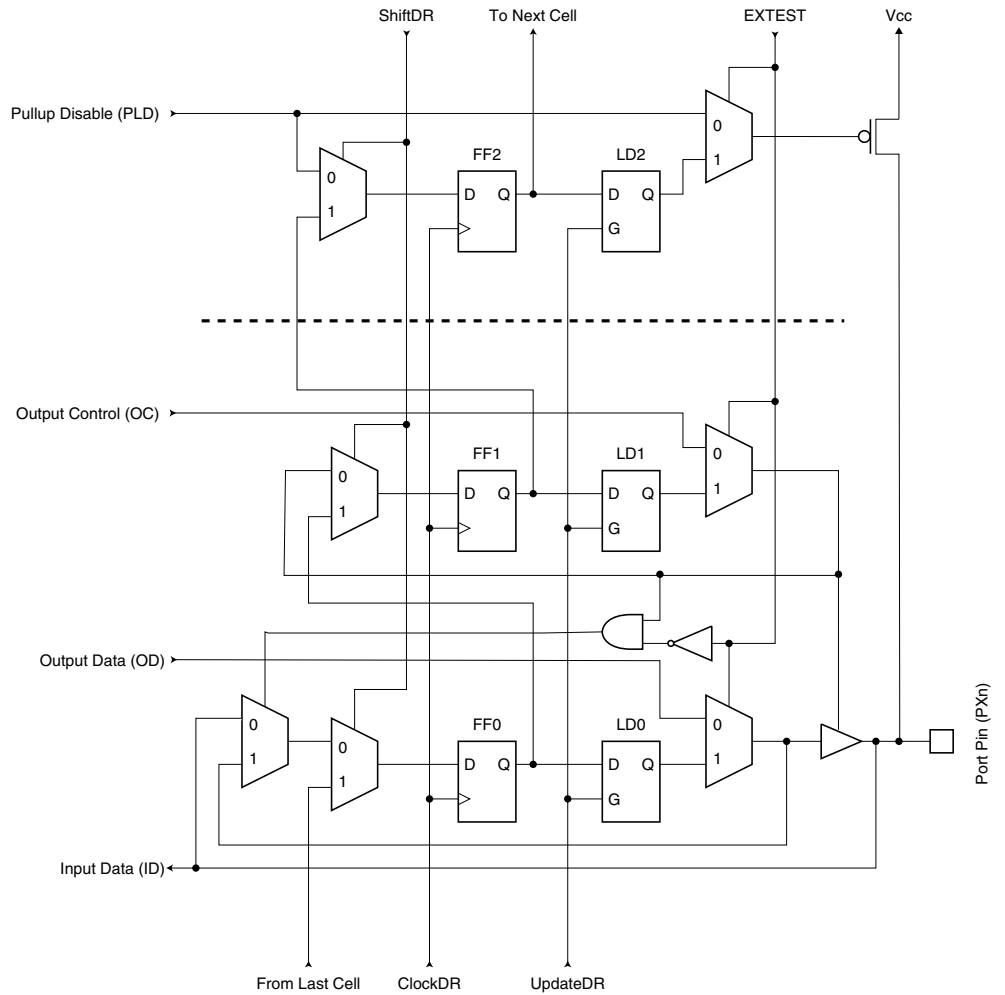 ShiftDR To Next Cell EXTEST Vcc
Pullup Disable (PLD)
0
1
FF2 LD2
0
1
D Q
D Q
G
Output Control (OC)
0
1
FF1 LD1
0
1
D Q
D Q
G
Output Data (OD)
0
1
0
1
FF0 LD0
D Q
D Q
G
0
1
Port Pin (PXn)
Input Data (ID)
From Last Cell ClockDR UpdateDR